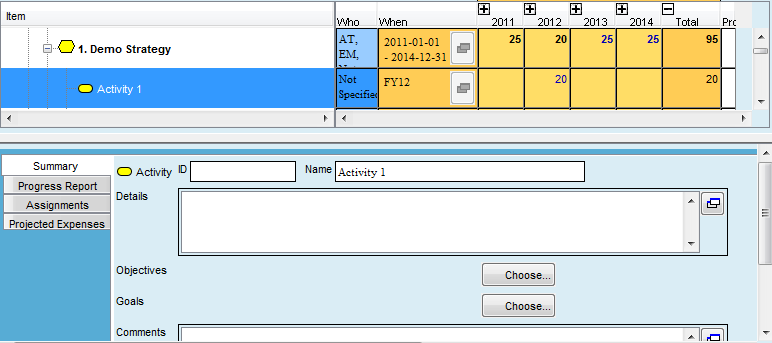 Item
Who When 2011 2012 2013 2014 Total
1. Demo Strategy
AT,
EM,
2011-01-01
- 2014-12-31
25 20 25 25 95
Activity 1
Not
Specified
FY12
20 20
Summary
Progress Report
Assignments
Projected Expenses
Activity ID Name Activity 1
Details
Objectives Choose...
Goals Choose...
Comments